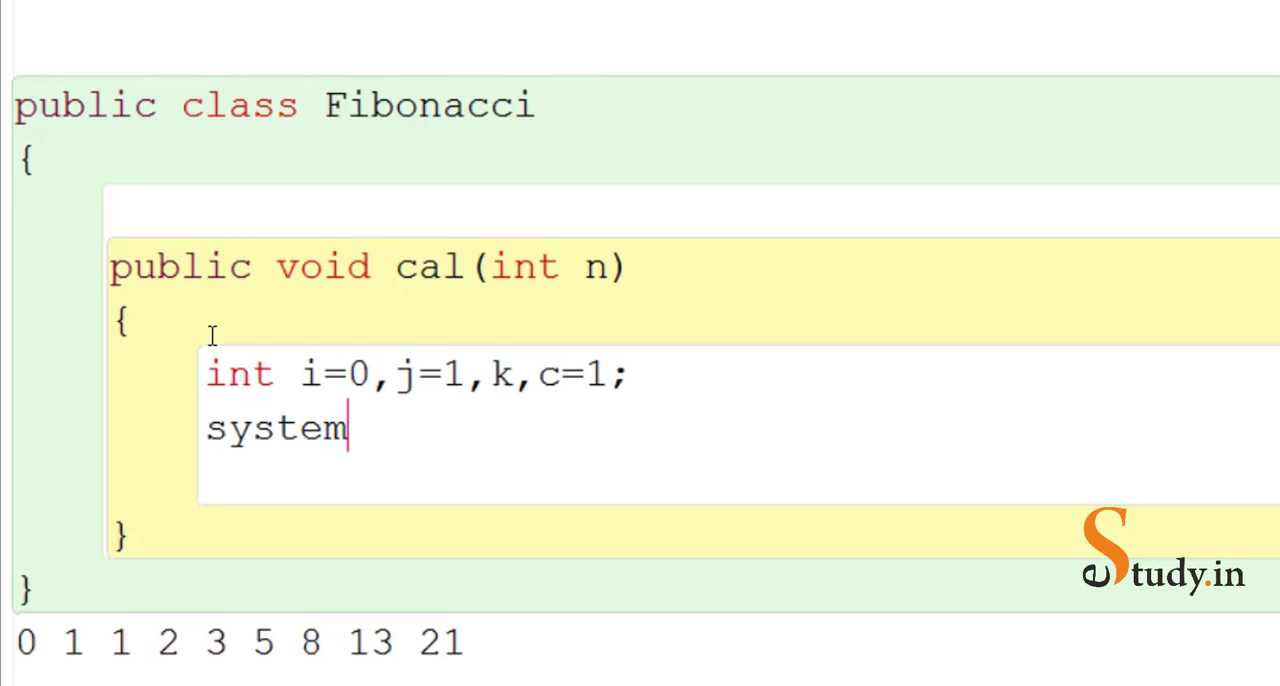 public class Fibonacci
{
public void cal(int n)
{
int i=0,j=1,k,c=1;
system
}
}
0 1 1 2 3 5 8 13 21
eStudy.in